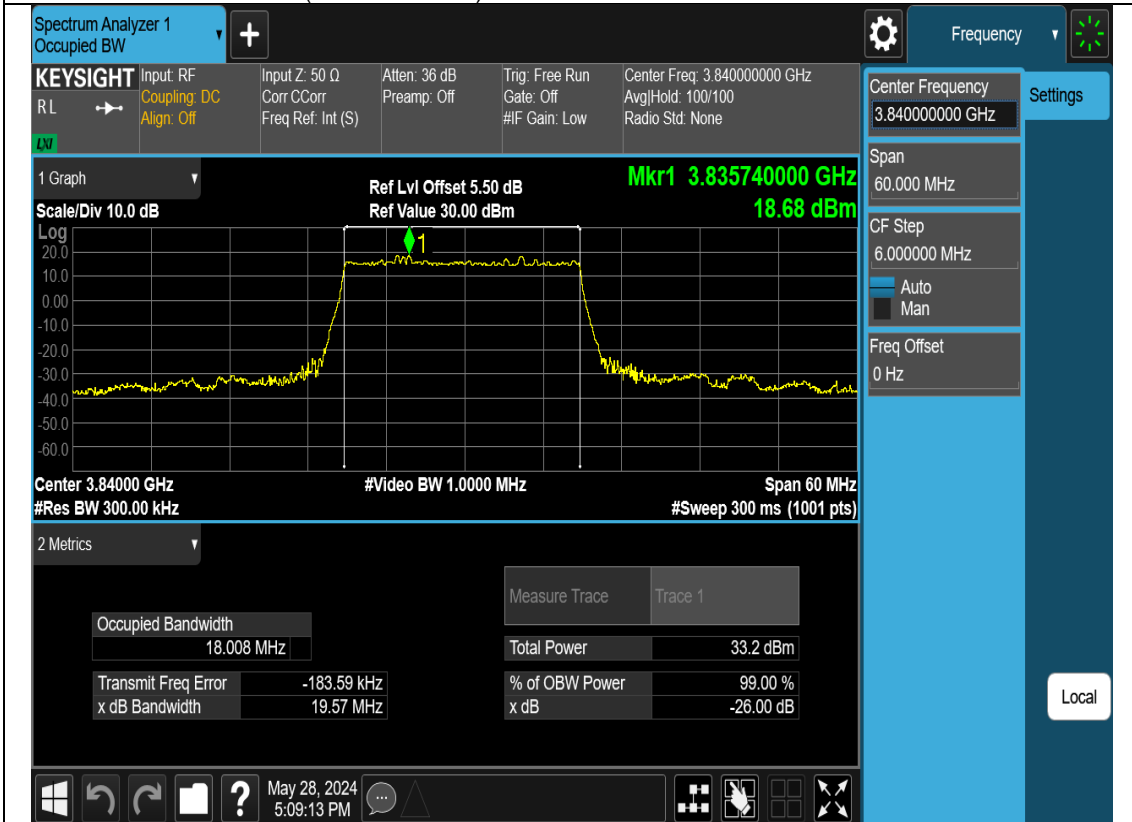 Spectrum Analyzer 1
Occupied BW
+
Frequency
KEYSIGHT
R L
LXI
Input: RF
Coupling: DC
Align: Off
Input Z: 50 Ω
Corr CCorr
Freq Ref: Int (S)
Atten: 36 dB
Preamp: Off
Trig: Free Run
Gate: Off
#IF Gain: Low
Center Freq: 3.840000000 GHz
Avg|Hold: 100/100
Radio Std: None
Center Frequency
3.840000000 GHz
Settings
Span
60.000 MHz
CF Step
6.000000 MHz
Auto
Man
Freq Offset
0 Hz
Local
1 Graph
Scale/Div 10.0 dB
Ref Lvl Offset 5.50 dB
Ref Value 30.00 dBm
Mkr1 3.835740000 GHz
18.68 dBm
Log
1
20.0
10.0
0.00
-10.0
-20.0
-30.0
-40.0
-50.0
-60.0
Center 3.84000 GHz
#Video BW 1.0000 MHz
Span 60 MHz
#Res BW 300.00 kHz
#Sweep 300 ms (1001 pts)
2 Metrics
Measure Trace Trace 1
Occupied Bandwidth
18.008 MHz
Total Power 33.2 dBm
Transmit Freq Error -183.59 kHz
% of OBW Power 99.00 %
x dB Bandwidth 19.57 MHz
x dB -26.00 dB
?
May 28, 2024
5:09:13 PM